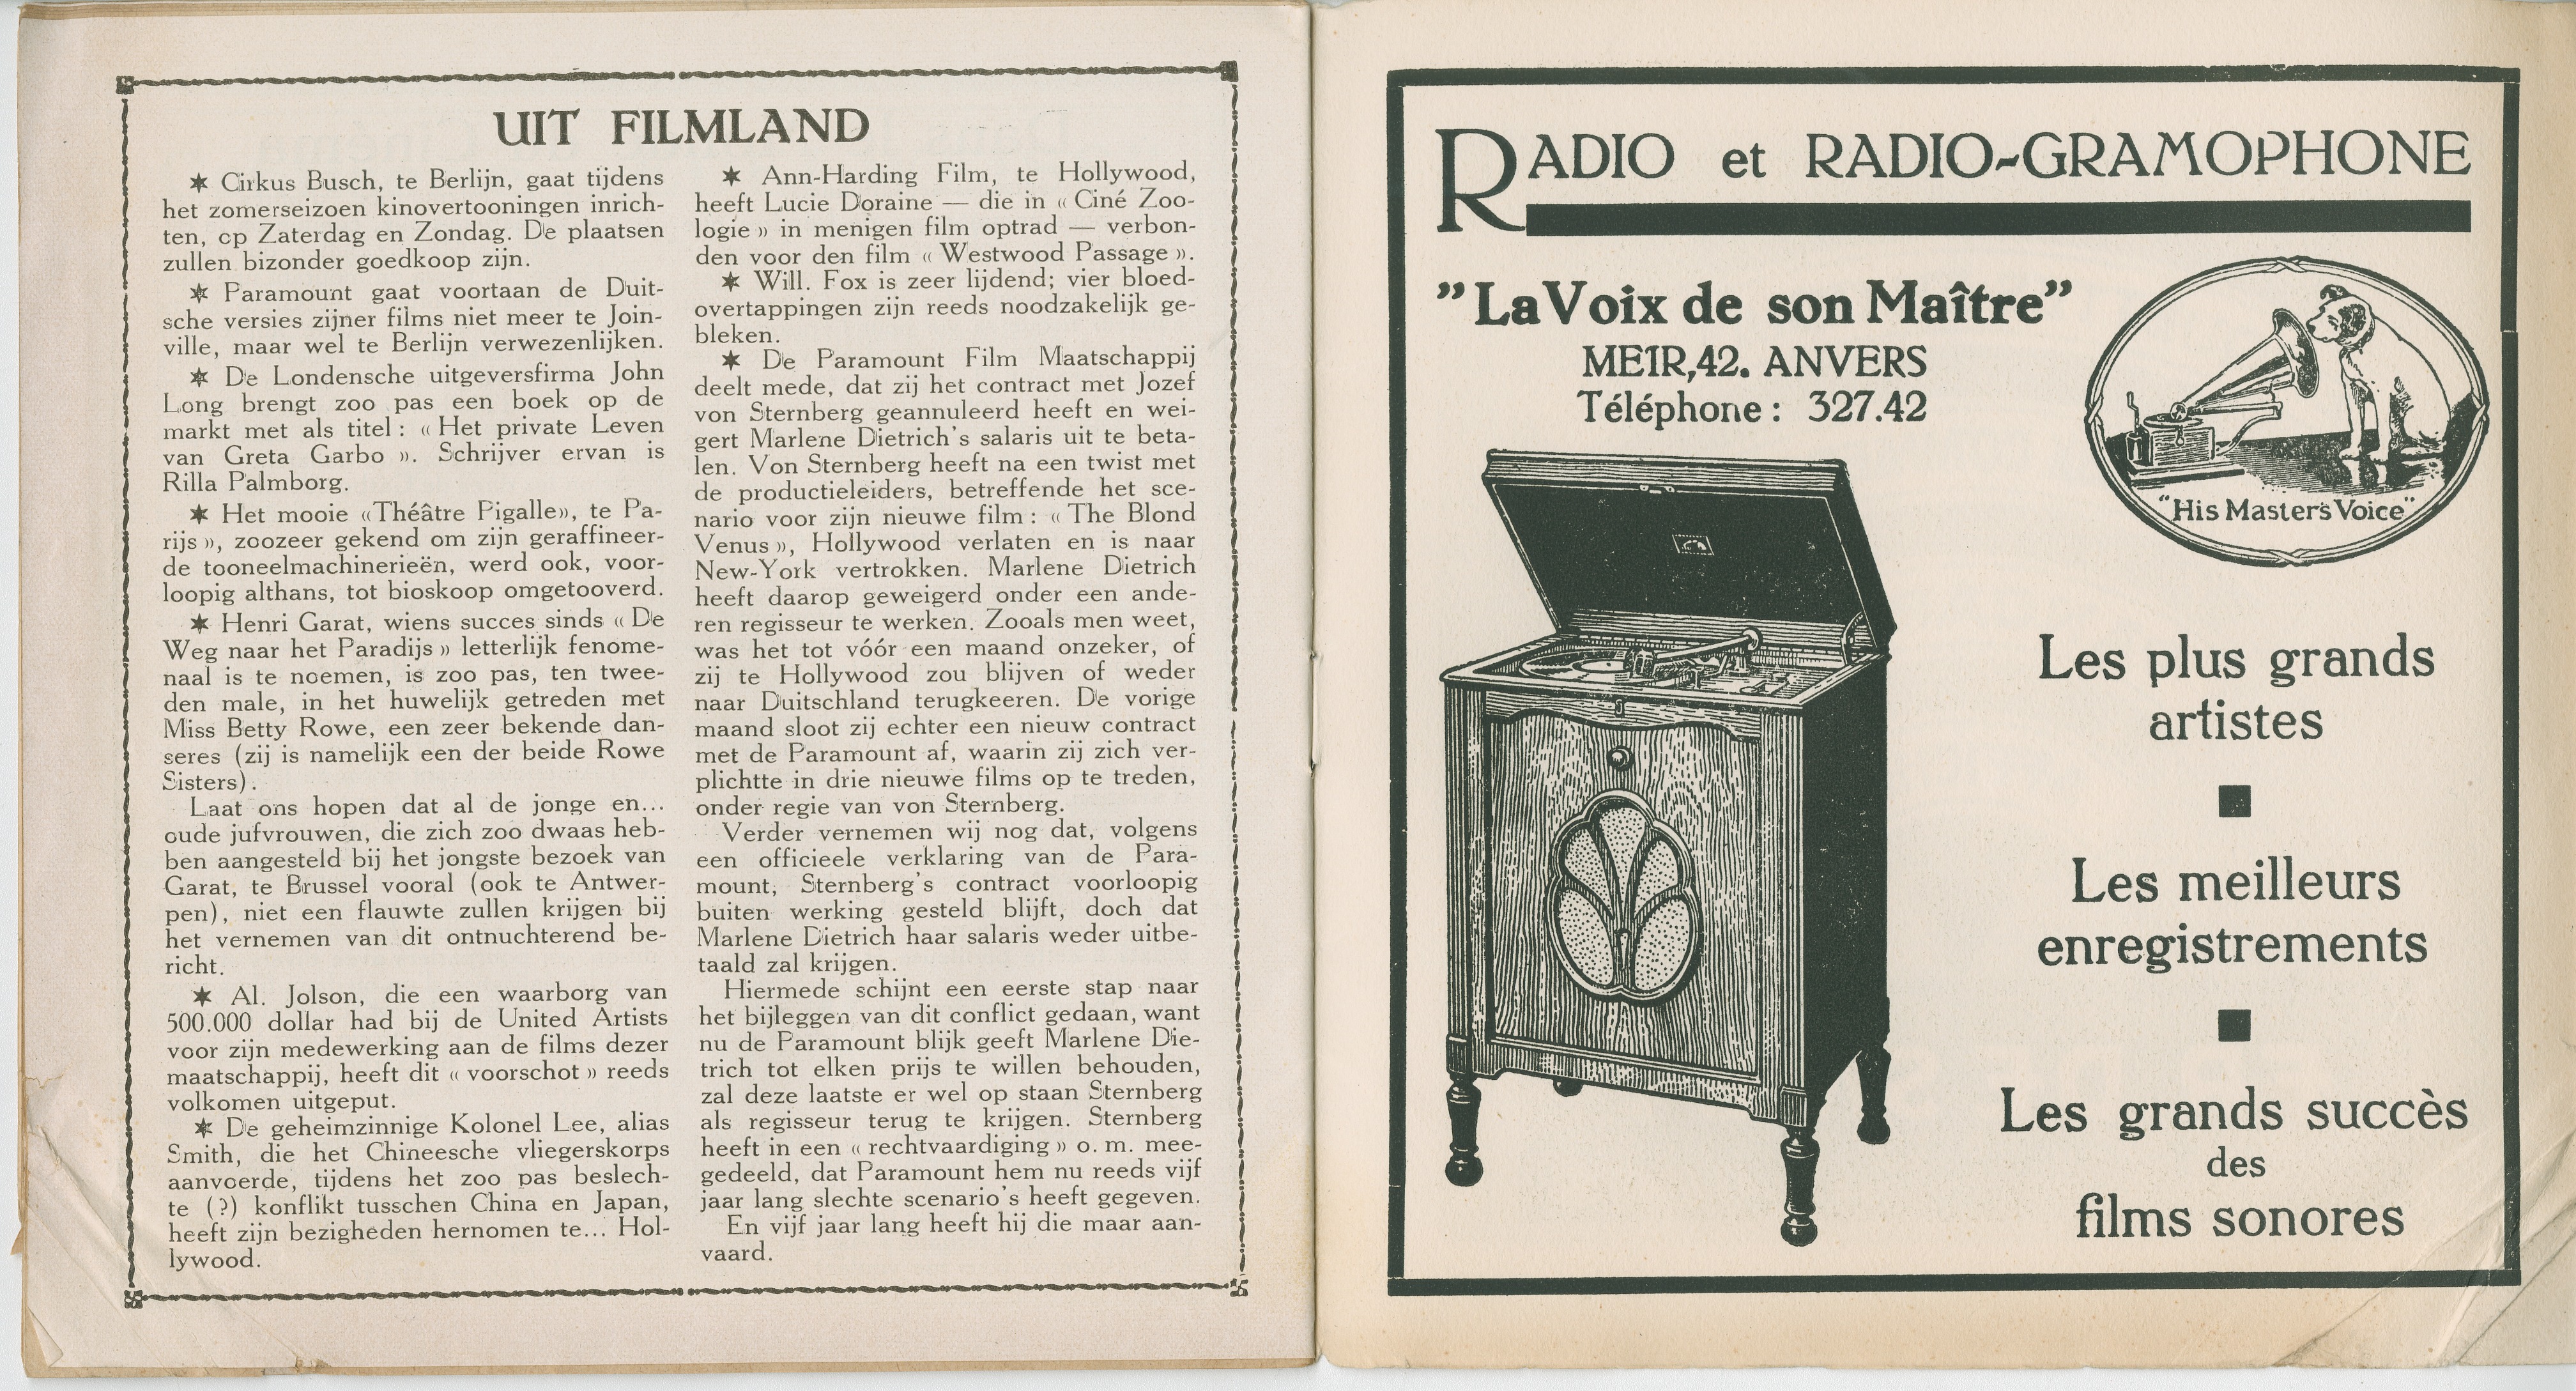 UIT FILMLAND
✶ Cirkus Busch, te Berlijn, gaat tijdens
het zomerseizoen kinovertooningen inrich-
ten, op Zaterdag en Zondag. De plaatsen
zullen bizonder goedkoop zijn.
✶ Paramount gaat voortaan de Duit-
sche versies zijner films niet meer te Join-
ville, maar wel te Berlijn verwezenlijken.
✶ De Londensche uitgeversfirma John
Long brengt zoo pas een boek op de
markt met als titel : « Het private Leven
van Greta Garbo ». Schrijver ervan is
Rilla Palmborg.
✶ Het mooie «Théâtre Pigalle», te Pa-
rijs », zoozeer gekend om zijn geraffineer-
de tooneelmachinerieën, werd ook, voor-
loopig althans, tot bioskoop omgetooverd.
✶ Henri Garat, wiens succes sinds « De
Weg naar het Paradijs » letterlijk fenome-
naal is te noemen, is zoo pas, ten twee-
den male, in het huwelijk getreden met
Miss Betty Rowe, een zeer bekende dan-
seres (zij is namelijk een der beide Rowe
Sisters).
Laat ons hopen dat al de jonge en...
oude jufvrouwen, die zich zoo dwaas heb-
ben aangesteld bij het jongste bezoek van
Garat, te Brussel vooral (ook te Antwer-
pen), niet een flauwte zullen krijgen bij
het vernemen van dit ontnuchterend be-
richt.
✶ Al. Jolson, die een waarborg van
500.000 dollar had bij de United Artists
voor zijn medewerking aan de films dezer
maatschappij, heeft dit « voorschot » reeds
volkomen uitgeput.
✶ De geheimzinnige Kolonel Lee, alias
Smith, die het Chineesche vliegerskorps
aanvoerde, tijdens het zoo pas beslech-
te (?) konflikt tusschen China en Japan,
heeft zijn bezigheden hernomen te... Hol-
lywood.
✶ Ann-Harding Film, te Hollywood,
heeft Lucie Doraine — die in « Ciné Zoo-
logie » in menigen film optrad — verbon-
den voor den film « Westwood Passage ».
✶ Will. Fox is zeer lijdend; vier bloed-
overtappingen zijn reeds noodzakelijk ge-
bleken.
✶ De Paramount Film Maatschappij
deelt mede, dat zij het contract met Jozef
von Sternberg geannuleerd heeft en wei-
gert Marlene Dietrich's salaris uit te beta-
len. Von Sternberg heeft na een twist met
de productieleiders, betreffende het sce-
nario voor zijn nieuwe film : « The Blond
Venus », Hollywood verlaten en is naar
New-York vertrokken. Marlene Dietrich
heeft daarop geweigerd onder een ande-
ren regisseur te werken. Zooals men weet,
was het tot vóór een maand onzeker, of
zij te Hollywood zou blijven of weder
naar Duitschland terugkeeren. De vorige
maand sloot zij echter een nieuw contract
met de Paramount af, waarin zij zich ver-
plichtte in drie nieuwe films op te treden,
onder regie van von Sternberg.
Verder vernemen wij nog dat, volgens
een officieele verklaring van de Para-
mount, Sternberg's contract voorloopig
buiten werking gesteld blijft, doch dat
Marlene Dietrich haar salaris weder uitbe-
taald zal krijgen.
Hiermede schijnt een eerste stap naar
het bijleggen van dit conflict gedaan, want
nu de Paramount blijk geeft Marlene Die-
trich tot elken prijs te willen behouden,
zal deze laatste er wel op staan Sternberg
als regisseur terug te krijgen. Sternberg
heeft in een « rechtvaardiging » o. m. mee-
gedeeld, dat Paramount hem nu reeds vijf
jaar lang slechte scenario's heeft gegeven.
En vijf jaar lang heeft hij die maar aan-
vaard.
RADIO et RADIO-GRAMOPHONE
"La Voix de son Maître"
MEIR,42. ANVERS
Téléphone : 327.42
"His Master's Voice"
Les plus grands
artistes
■
Les meilleurs
enregistrements
■
Les grands succès
des
films sonores